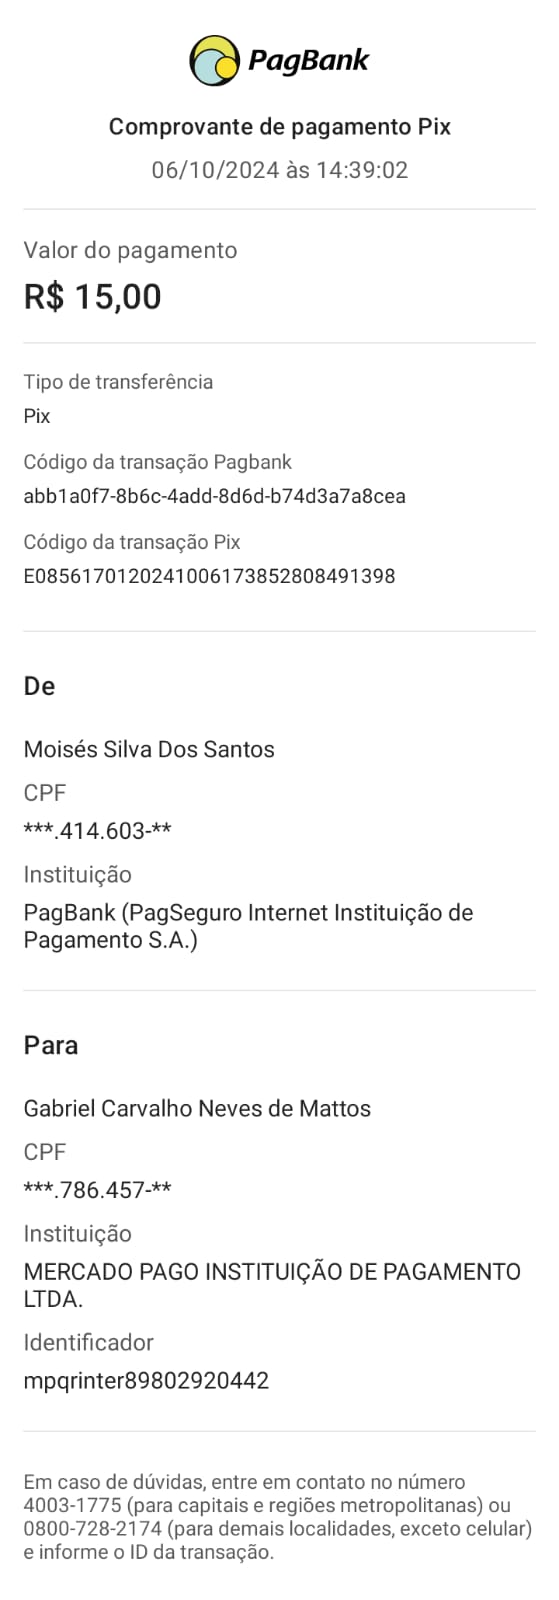 PagBank
Comprovante de pagamento Pix
06/10/2024 às 14:39:02
Valor do pagamento
R$ 15,00
Tipo de transferência
Pix
Código da transação Pagbank
abb1a0f7-8b6c-4add-8d6d-b74d3a7a8cea
Código da transação Pix
E08561701202410061738528​08491398
De
Moisés Silva Dos Santos
CPF
***.414.603-**
Instituição
PagBank (PagSeguro Internet Instituição de
Pagamento S.A.)
Para
Gabriel Carvalho Neves de Mattos
CPF
***.786.457-**
Instituição
MERCADO PAGO INSTITUIÇÃO DE PAGAMENTO
LTDA.
Identificador
mpqrinter89802920442
Em caso de dúvidas, entre em contato no número
4003-1775 (para capitais e regiões metropolitanas) ou
0800-728-2174 (para demais localidades, exceto celular)
e informe o ID da transação.